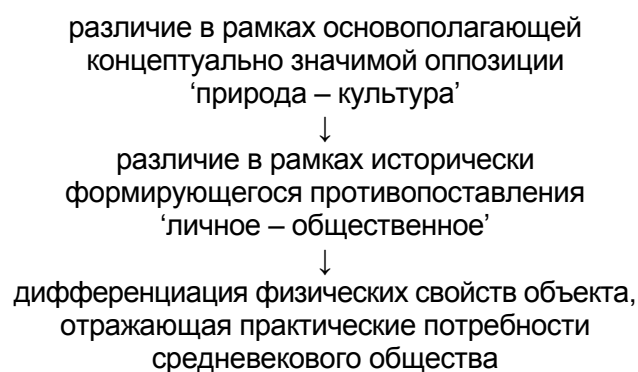 различие в рамках основополагающей
концептуально значимой оппозиции
‘природа – культура’
↓
различие в рамках исторически
формирующегося противопоставления
‘личное – общественное’
↓
дифференциация физических свойств объекта,
отражающая практические потребности
средневекового общества